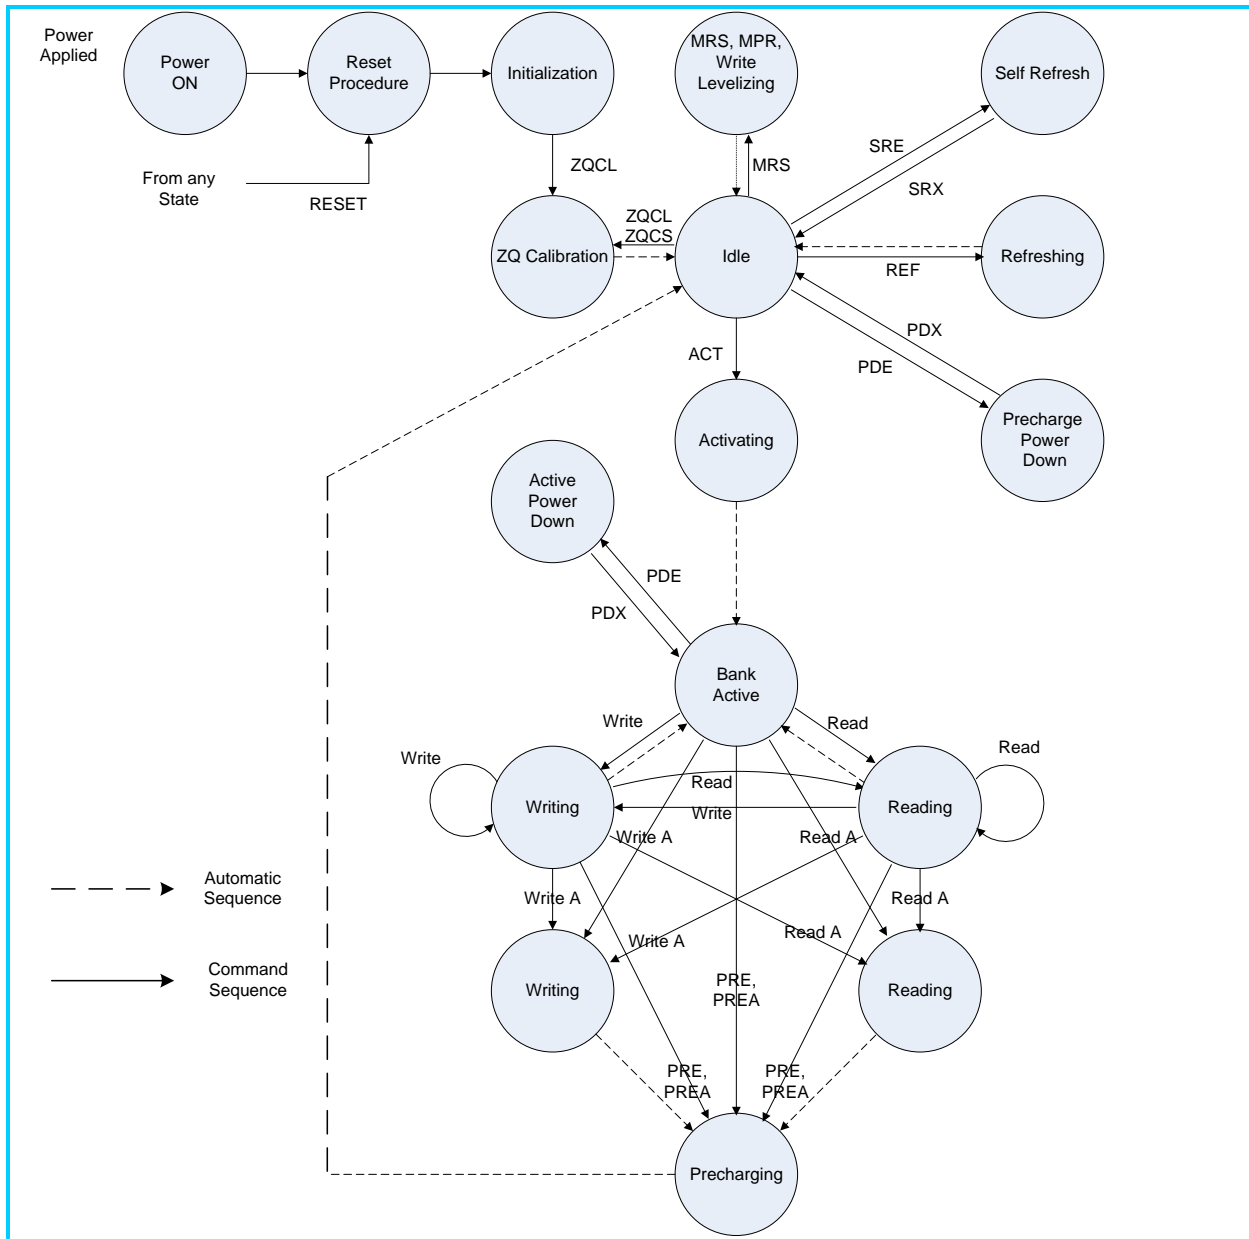 Power
Applied
Power
ON
Reset
Procedure
Initialization
MRS, MPR,
Write
Levelizing
Self Refresh
From any
State
RESET
ZQCL
MRS
SRE
SRX
ZQCL
ZQCS
ZQ Calibration
Idle
REF
Refreshing
ACT
PDX
PDE
Activating
Precharge
Power
Down
Active
Power
Down
PDE
PDX
Bank
Active
Write
Read
Write
Read
Writing
Read
Write
Reading
Write A
Read A
Automatic
Sequence
Write A
Read A
Write A
Read A
Command
Sequence
Writing
PRE,
PREA
Reading
PRE,
PREA
PRE,
PREA
Precharging